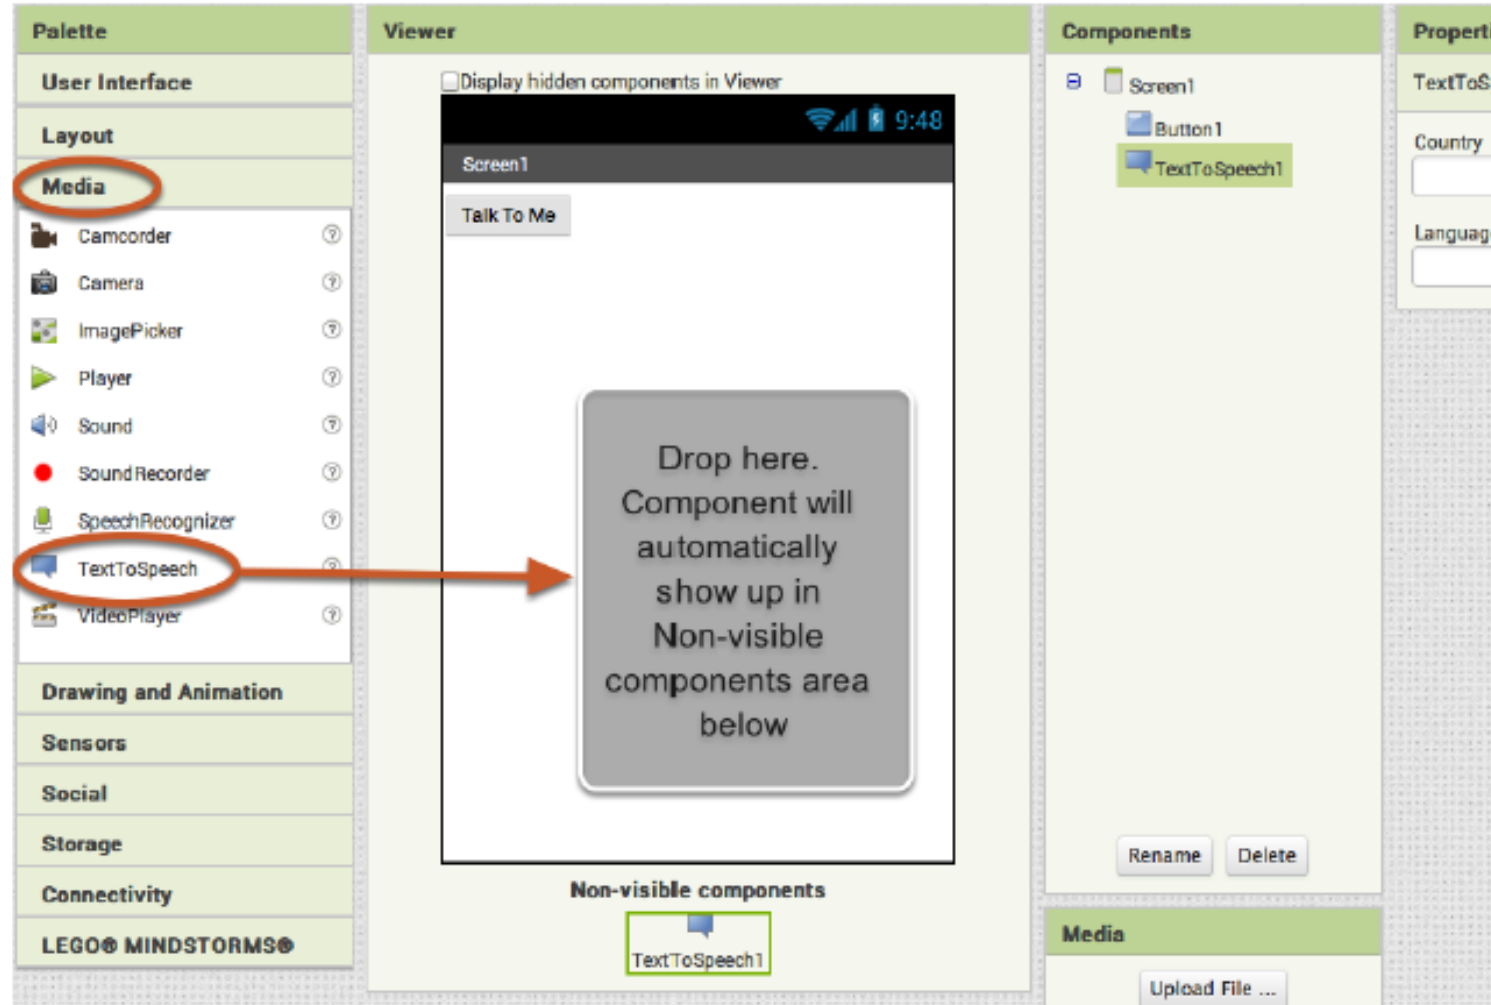 Palette
User Interface
Layout
Media
Camcorder
Camera
ImagePicker
Player
Sound
SoundRecorder
SpeechRecognizer
TextToSpeech
VideoPlayer
Drawing and Animation
Sensors
Social
Storage
Connectivity
LEGO® MINDSTORMS®
Viewer
Display hidden components in Viewer
9:48
Screen1
Talk To Me
Drop here.
Component will
automatically
show up in
Non-visible
components area
below
Non-visible components
TextToSpeech1
Components
Screen1
Button1
TextToSpeech1
Rename
Delete
Media
Upload File ...
Properti
TextToS
Country
Languag